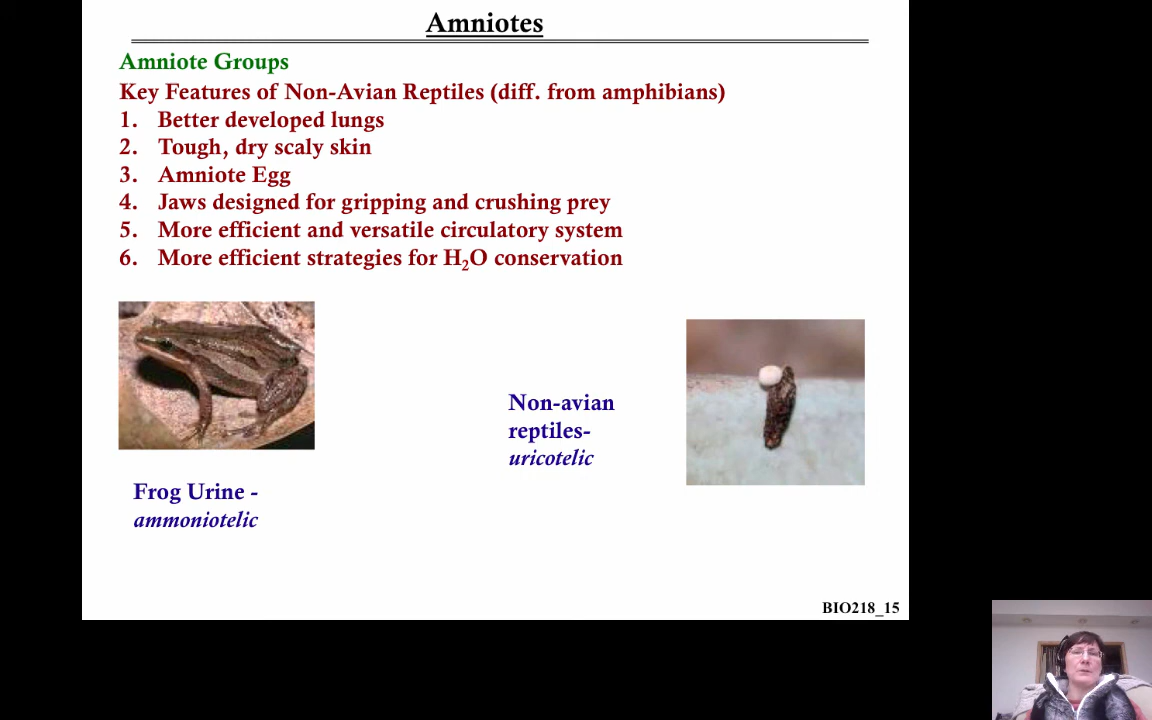 Amniotes
Amniote Groups
Key Features of Non-Avian Reptiles (diff. from amphibians)
1. Better developed lungs
2. Tough, dry scaly skin
3. Amniote Egg
4. Jaws designed for gripping and crushing prey
5. More efficient and versatile circulatory system
6. More efficient strategies for H₂O conservation
Non-avian
reptiles-
uricotelic
Frog Urine -
ammoniotelic
BIO218_15